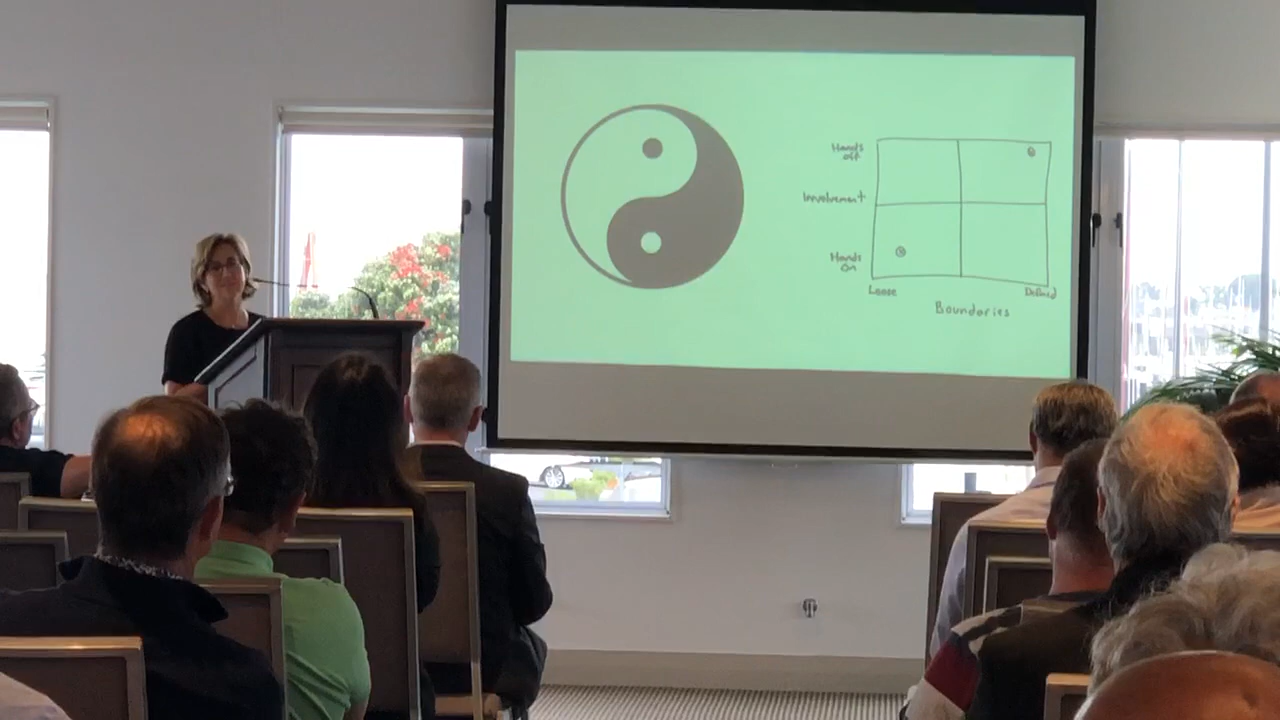 Hands
off
Involvement
Hands
On
Loose
Defined
Boundaries